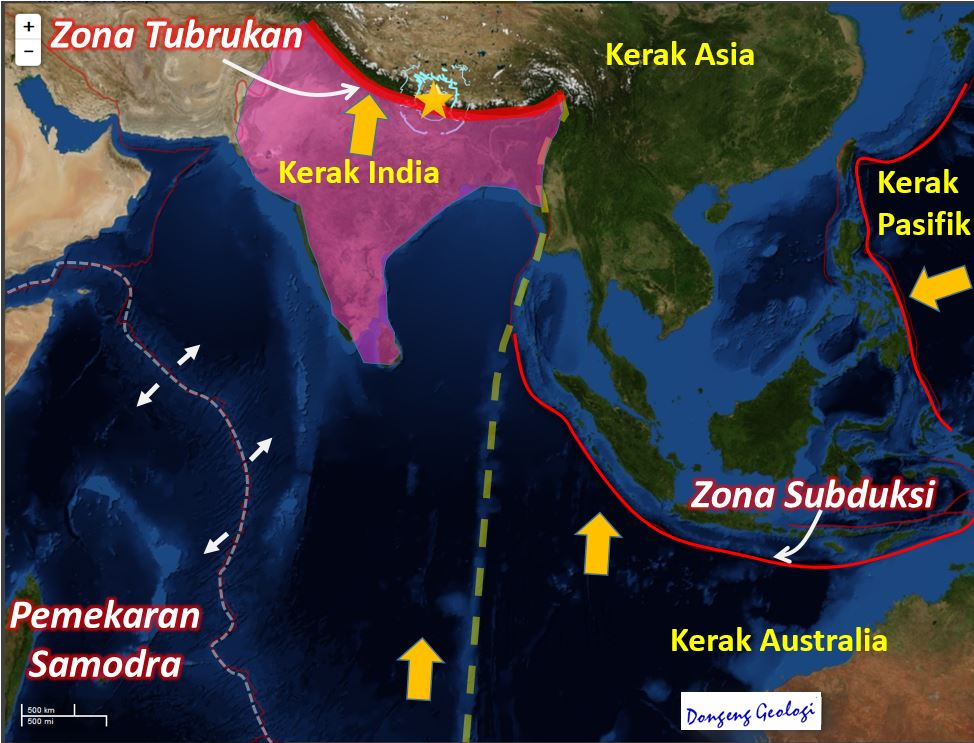 +
−
Zona Tubrukan
Kerak Asia
Kerak India
Kerak
Pasifik
Zona Subduksi
Pemekaran
Samodra
Kerak Australia
500 km
500 mi
Dongeng Geologi